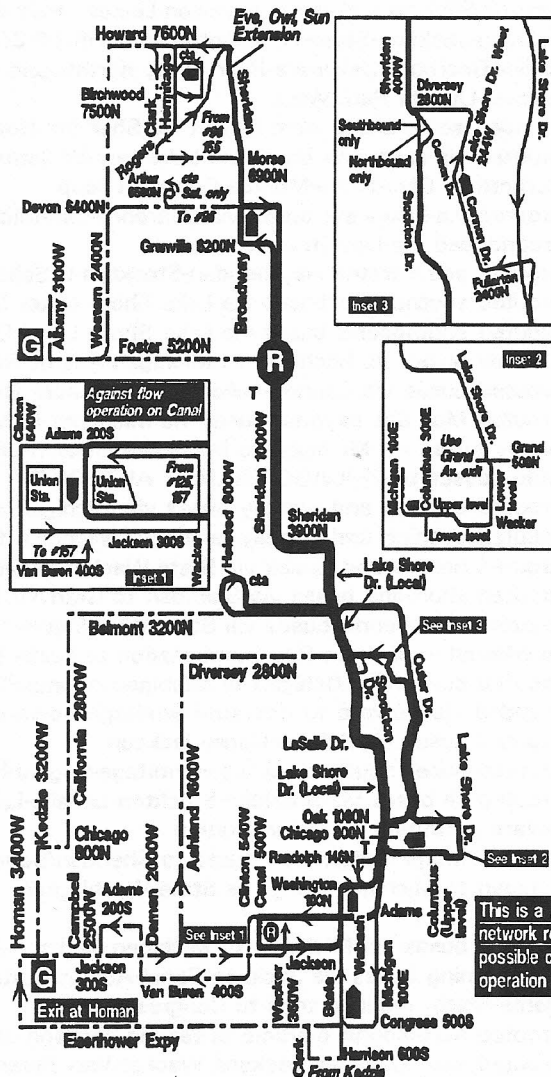 Eve, Owl, Sun
Extension
Howard 7600N
cts
Birchwood
7500N
Clark
Hermitage
Rogers
Sheridan
From
#96
155
Morse
6900N
Arthur
6500N
cts
Sat. only
Devon 6400N
To #96
Granville 6200N
Broadway
Albany 3100W
Western 2400W
G
Foster 5200N
R
T
Sheridan 400W
Diversey
2800N
Lake Shore Dr. West
2444W
Lake Shore Dr.
Southbound
only
Northbound
only
Stockton Dr.
Cannon Dr.
Cannon Dr.
Fullerton
2400N
Inset 3
Inset 2
Lake Shore Dr.
Michigan 100E
Columbus 300E
Use
Grand
Av. exit
Grand
500N
Lower
level
Upper level
Wacker
Lower level
Clinton
540W
Against flow
operation on Canal
Adams 200S
Union
Sta.
Union
Sta.
From
#126,
157
To #157
Jackson 300S
Van Buren 400S
Inset 1
Wacker
Halsted 800W
Sheridan 1000W
Sheridan
3900N
cta
Lake Shore
Dr. (Local)
Belmont 3200N
See Inset 3
Diversey 2800N
Stockton Dr.
Outer Dr.
LaSalle Dr.
Lake Shore
Dr. (Local)
Lake Shore Dr.
Oak 1000N
Chicago 800N
T
See Inset 2
Randolph 146N
Washington
100N
Homan 3400W
Kedzie 3200W
California 2800W
Chicago
800N
Campbell
2500W
Adams
200S
Damen 2000W
Ashland 1600W
Clinton 540W
Canal 500W
See Inset 1
R
Adams
Columbus
(Upper
level)
G
Jackson
300S
Van Buren 400S
Wacker
360W
Jackson
State
Wabash
Michigan
100E
Exit at Homan
Congress 500S
Eisenhower Expy
Clark
Harrison 600S
From Kedzie
This is a
network re
possible o
operation